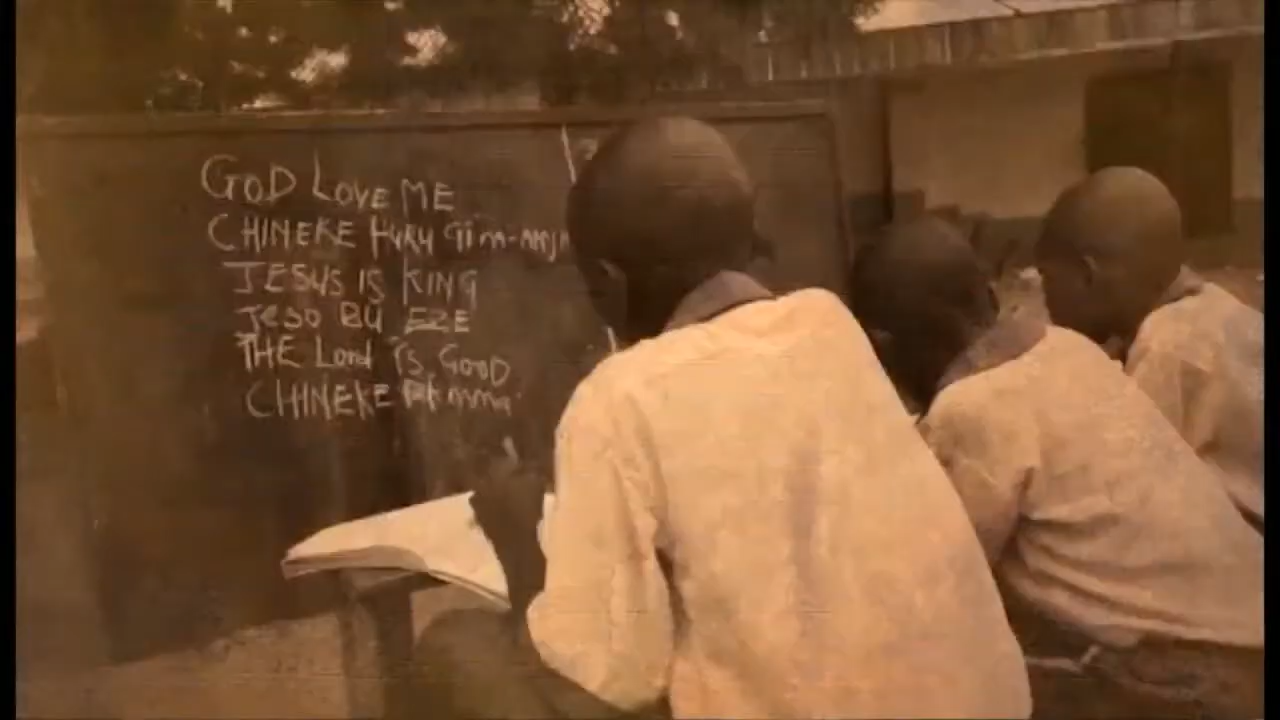 GOD LOVE ME
CHINEKE HURU
JESUS IS KING
JESO BU EZE
THE Lord is GOOD
CHINEKE